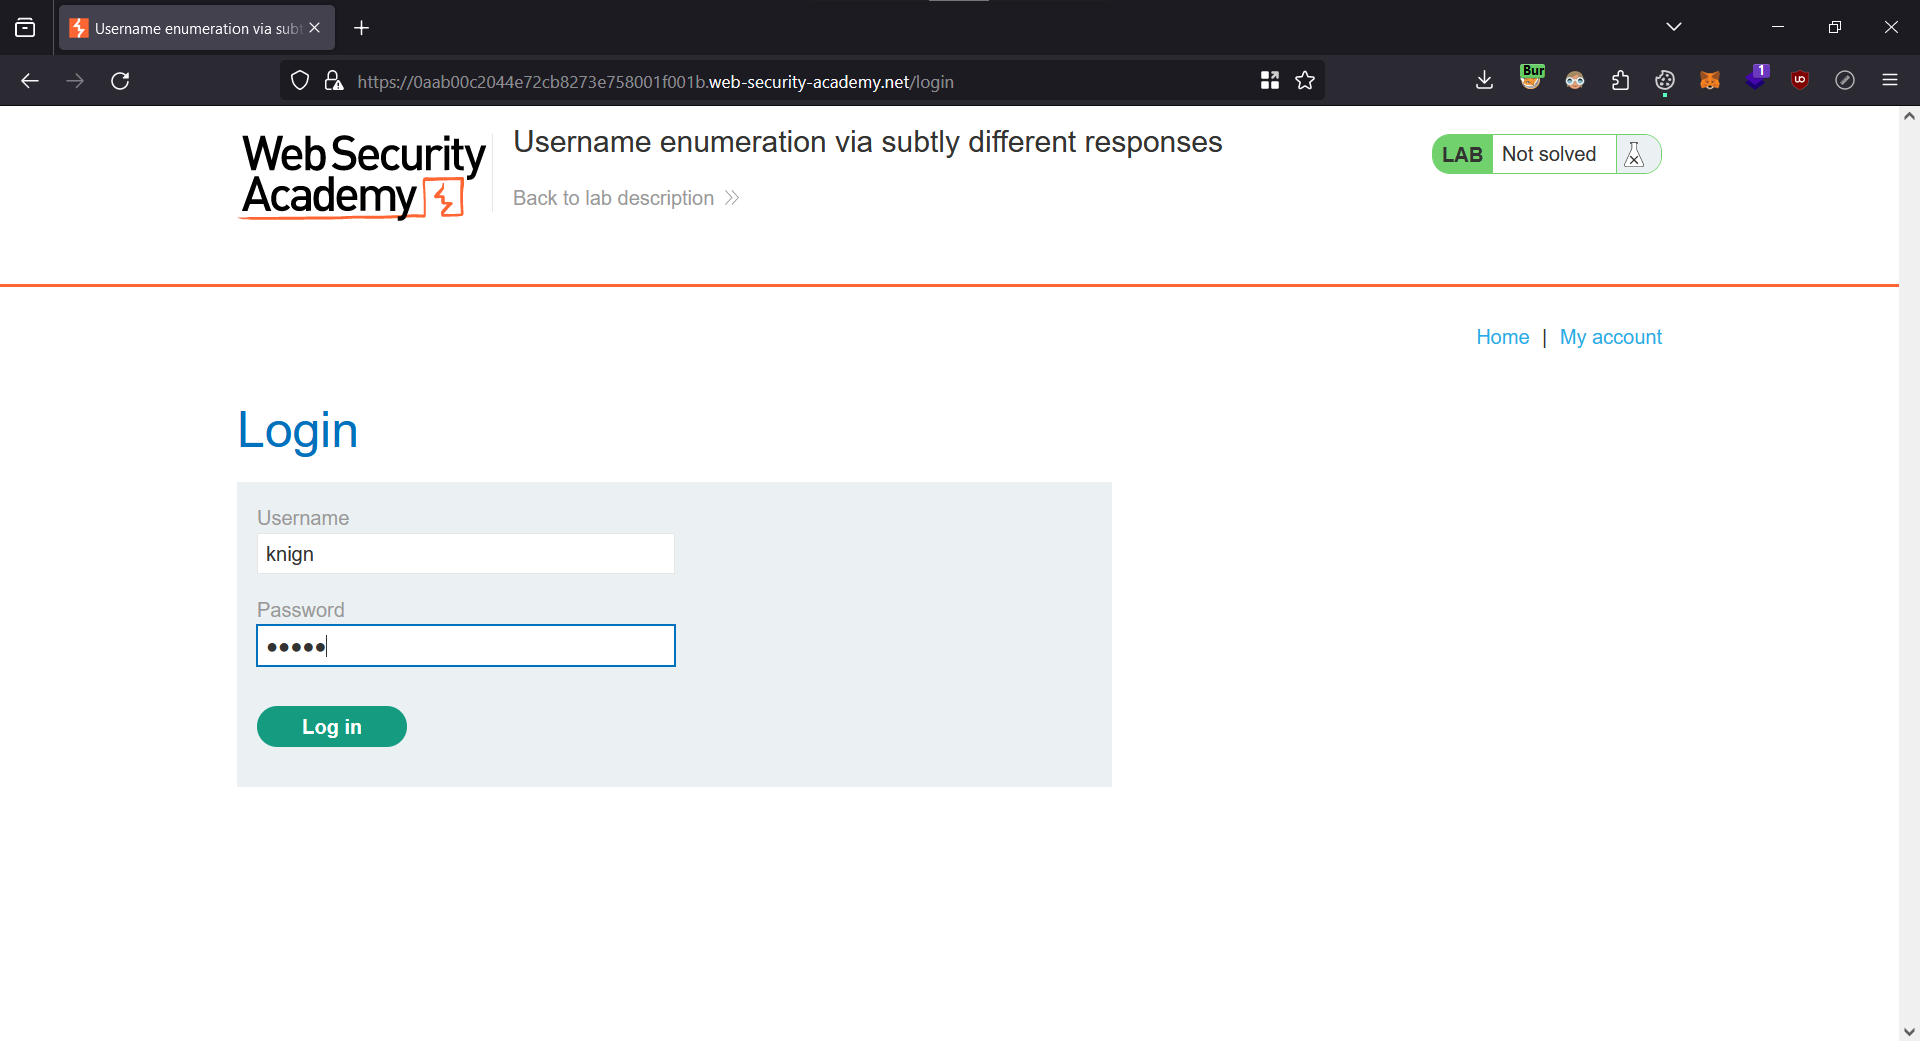 Username enumeration via subt
https://0aab00c2044e72cb8273e758001f001b.web-security-academy.net/login
Bur
1
Web Security
Academy
Username enumeration via subtly different responses
Back to lab description
LAB Not solved
Home | My account
Login
Username
knign
Password
Log in